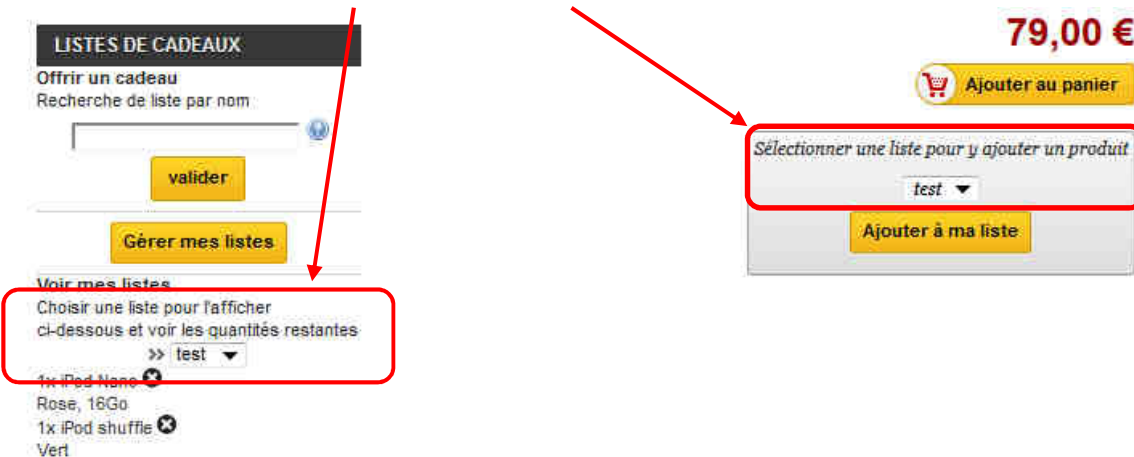 LISTES DE CADEAUX
Offrir un cadeau
Recherche de liste par nom
valider
Gérer mes listes
Voir mes listes
Choisir une liste pour l'afficher
ci-dessous et voir les quantités restantes
>> test
1x iPod Nano
Rose, 16Go
1x iPod shuffle
Vert
79,00 €
Ajouter au panier
Sélectionner une liste pour y ajouter un produit
test
Ajouter à ma liste